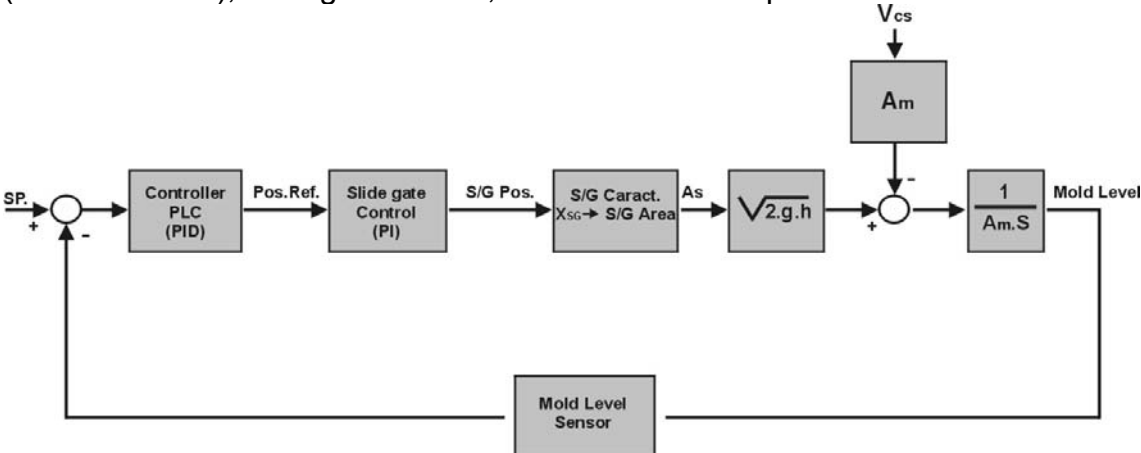 Vcs
Am
SP.
+
-
Controller
PLC
(PID)
Pos.Ref.
Slide gate
Control
(PI)
S/G Pos.
S/G Caract.
XSG→ S/G Area
As
√2.g.h
+
-
1
Am.S
Mold Level
Mold Level
Sensor